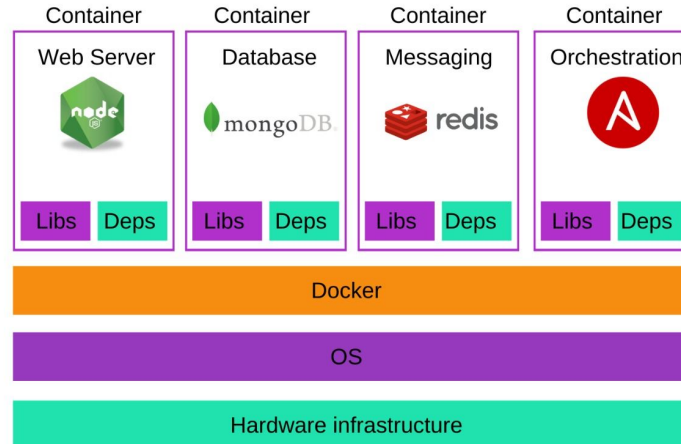 Container
Container
Container
Container
Web Server
Database
Messaging
Orchestration
node
JS
mongoDB
redis
Libs
Deps
Libs
Deps
Libs
Deps
Libs
Deps
Docker
OS
Hardware infrastructure